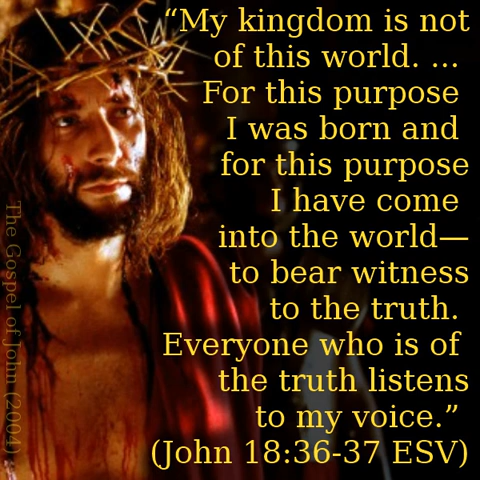 “My kingdom is not
of this world. ...
For this purpose
I was born and
for this purpose
I have come
into the world—
to bear witness
to the truth.
Everyone who is of
the truth listens
to my voice.”
(John 18:36-37 ESV)
The Gospel of John (2004)